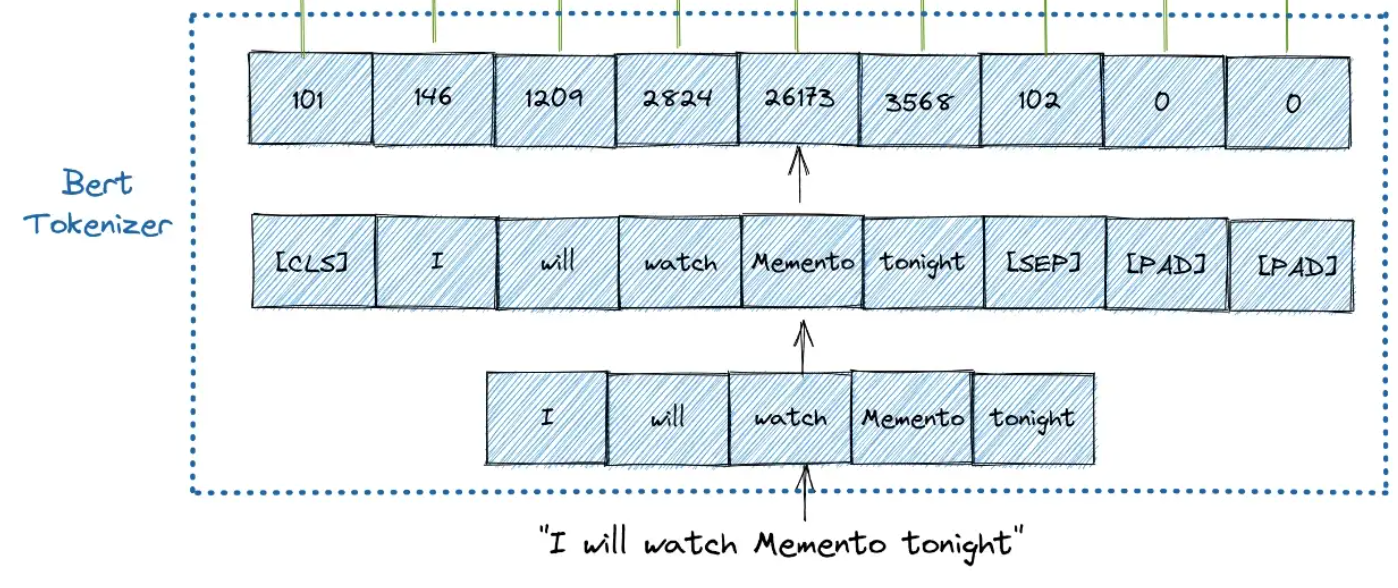 101 146 1209 2824 26173 3568 102 0 0
Bert
Tokenizer
[CLS] I will watch Memento tonight [SEP] [PAD] [PAD]
I will watch Memento tonight
"I will watch Memento tonight"